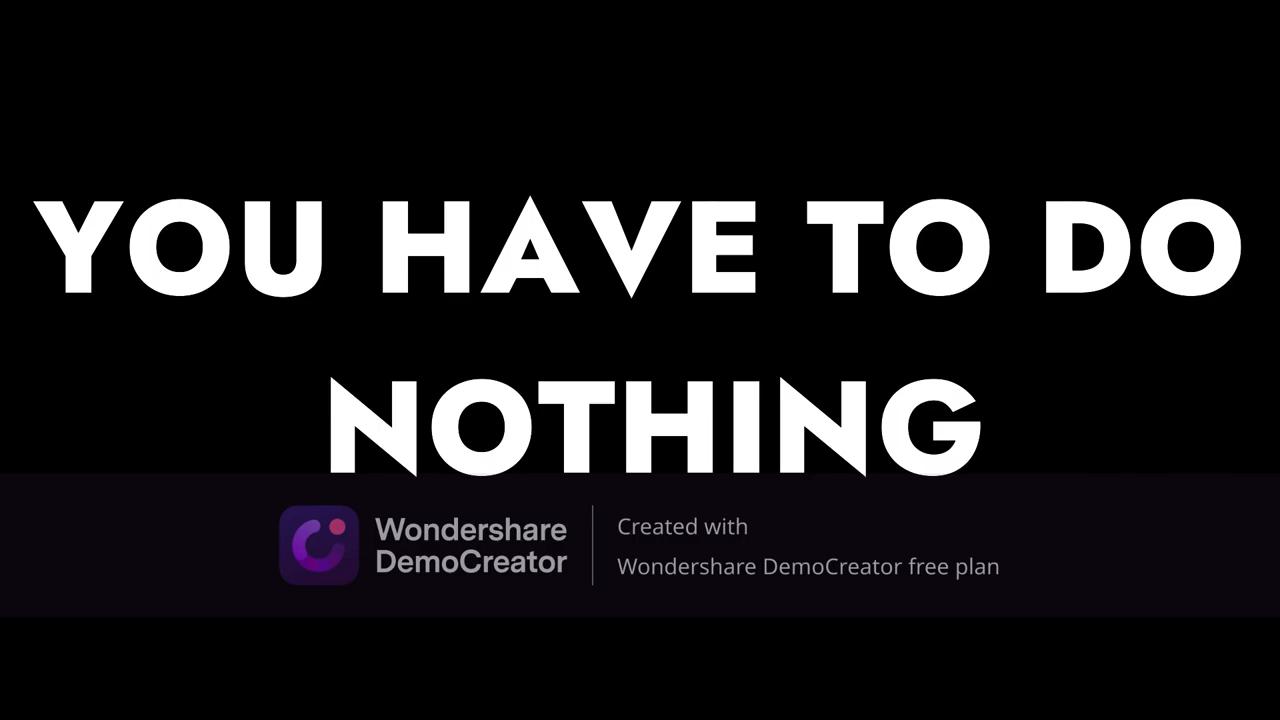 YOU HAVE TO DO
NOTHING
Wondershare
DemoCreator
Created with
Wondershare DemoCreator free plan